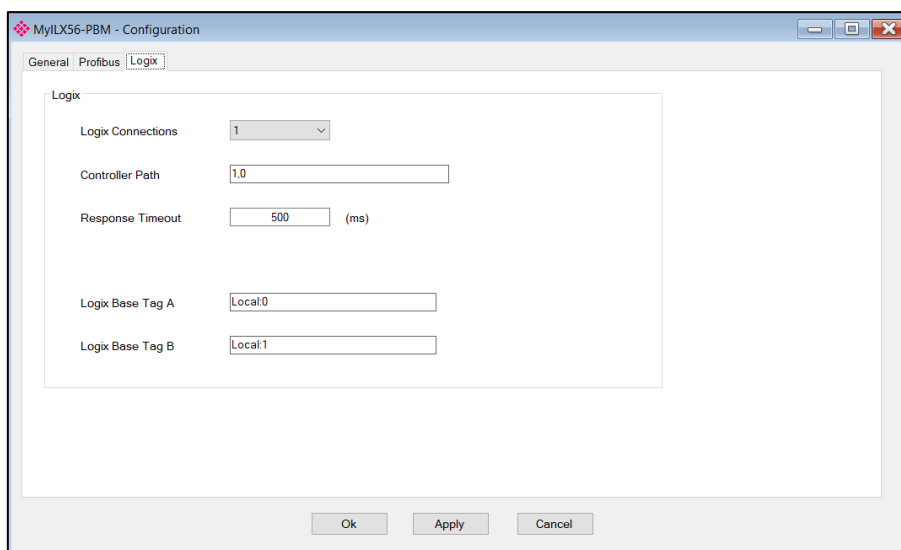 MyILX56-PBM - Configuration
General Profibus Logix
Logix
Logix Connections 1
Controller Path 1,0
Response Timeout 500 (ms)
Logix Base Tag A Local:0
Logix Base Tag B Local:1
Ok Apply Cancel